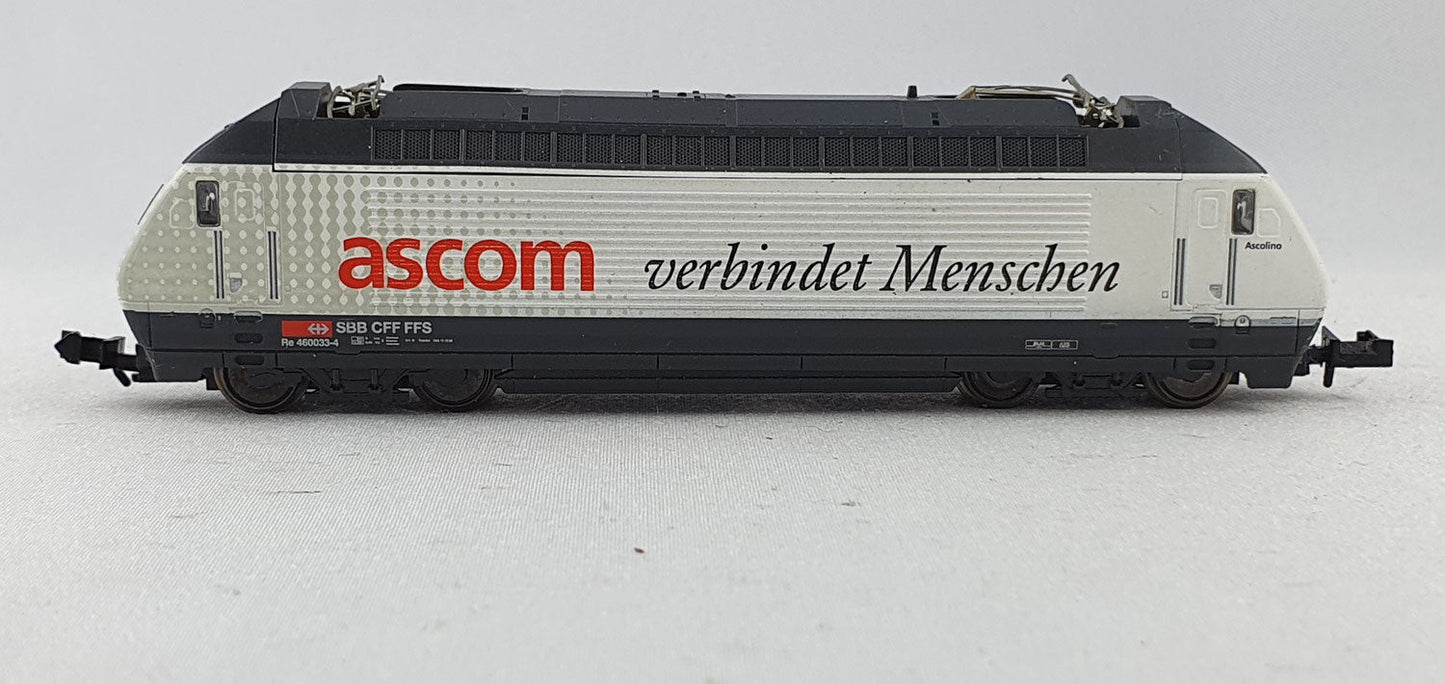 ascom verbindet Menschen
Ascolino
SBB CFF FFS
Re 460033-4